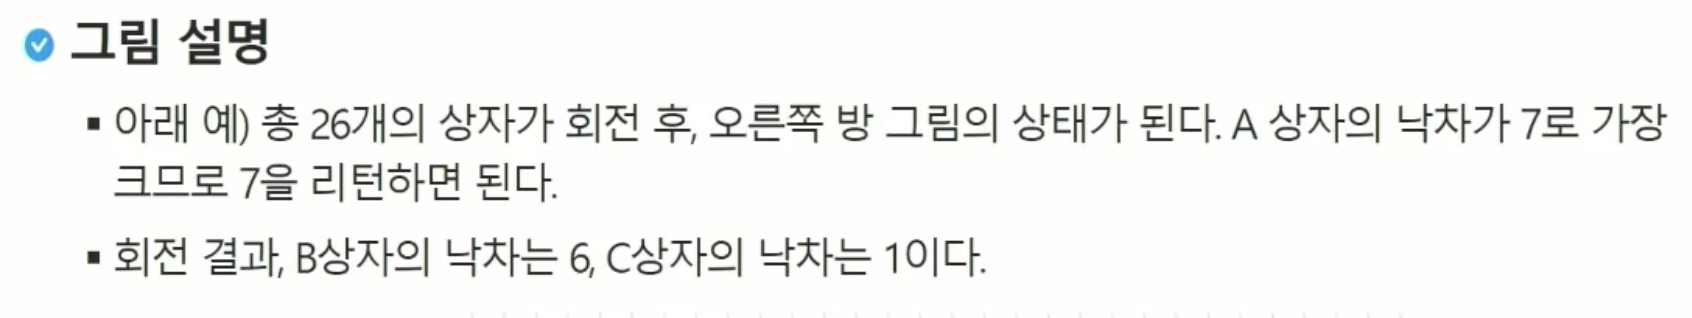 그림 설명
▪ 아래 예) 총 26개의 상자가 회전 후, 오른쪽 방 그림의 상태가 된다. A 상자의 낙차가 7로 가장
크므로 7을 리턴하면 된다.
▪ 회전 결과, B상자의 낙차는 6, C상자의 낙차는 1이다.